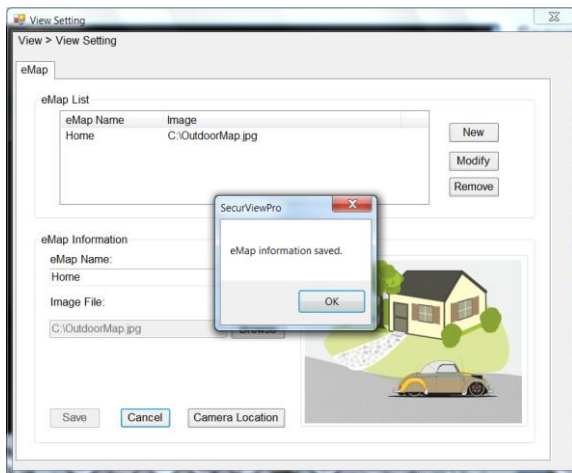 View Setting
View > View Setting
eMap
eMap List
eMap Name Image
Home C:\OutdoorMap.jpg
New
Modify
Remove
SecurViewPro
eMap information saved.
OK
eMap Information
eMap Name:
Home
Image File:
C:\OutdoorMap.jpg
Save Cancel Camera Location